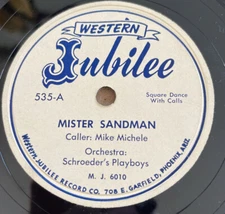 WESTERN
Jubilee
535-A
Square Dance
With Calls
MISTER SANDMAN
Caller: Mike Michele
Orchestra:
Schroeder's Playboys
M. J. 6010
Western Jubilee Record Co. 708 E. Garfield, Phoenix, Ariz.